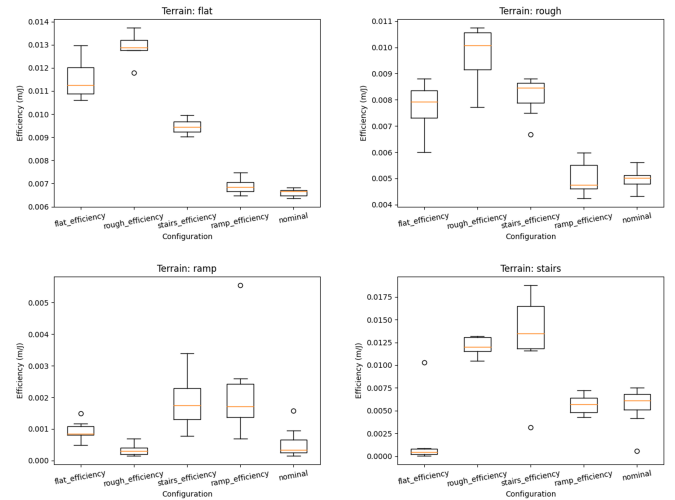 Terrain: flat
Efficiency (m/J)
0.014
0.013
0.012
0.011
0.010
0.009
0.008
0.007
0.006
flat_efficiency rough_efficiency stairs_efficiency ramp_efficiency nominal
Configuration
Terrain: rough
Efficiency (m/J)
0.011
0.010
0.009
0.008
0.007
0.006
0.005
0.004
flat_efficiency rough_efficiency stairs_efficiency ramp_efficiency nominal
Configuration
Terrain: ramp
Efficiency (m/J)
0.005
0.004
0.003
0.002
0.001
0.000
flat_efficiency rough_efficiency stairs_efficiency ramp_efficiency nominal
Configuration
Terrain: stairs
Efficiency (m/J)
0.0175
0.0150
0.0125
0.0100
0.0075
0.0050
0.0025
0.0000
flat_efficiency rough_efficiency stairs_efficiency ramp_efficiency nominal
Configuration